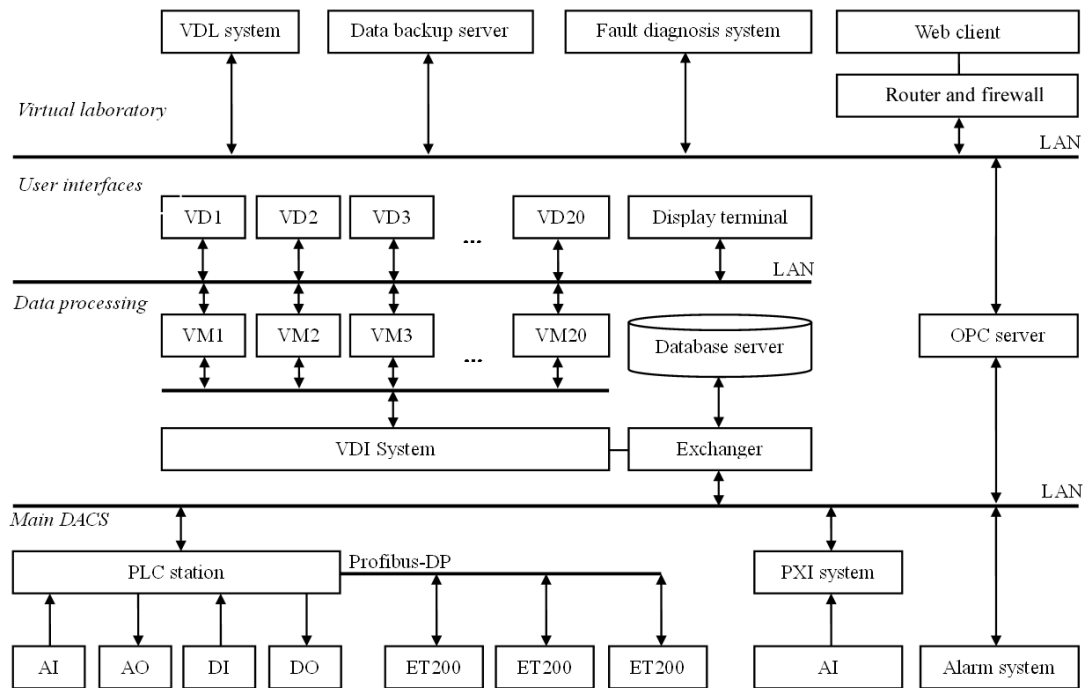 VDL system
Data backup server
Fault diagnosis system
Web client
Router and firewall
Virtual laboratory
LAN
User interfaces
VD1
VD2
VD3
...
VD20
Display terminal
LAN
Data processing
VM1
VM2
VM3
...
VM20
Database server
OPC server
VDI System
Exchanger
LAN
Main DACS
PLC station
Profibus-DP
PXI system
AI
AO
DI
DO
ET200
ET200
ET200
AI
Alarm system